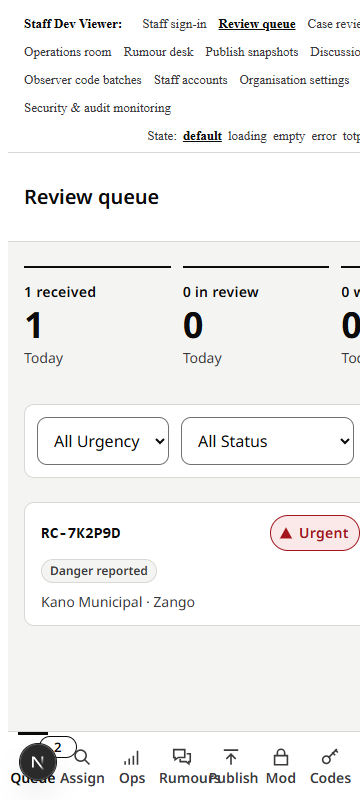 Staff Dev Viewer: Staff sign-in Review queue Case revie
Operations room Rumour desk Publish snapshots Discussio
Observer code batches Staff accounts Organisation settings
Security & audit monitoring
State: default loading empty error totp
Review queue
1 received 0 in review 0 w
1 0 0
Today Today Tod
All Urgency All Status
RC-7K2P9D Urgent
Danger reported
Kano Municipal · Zango
N 2
Queue Assign Ops Rumours Publish Mod Codes